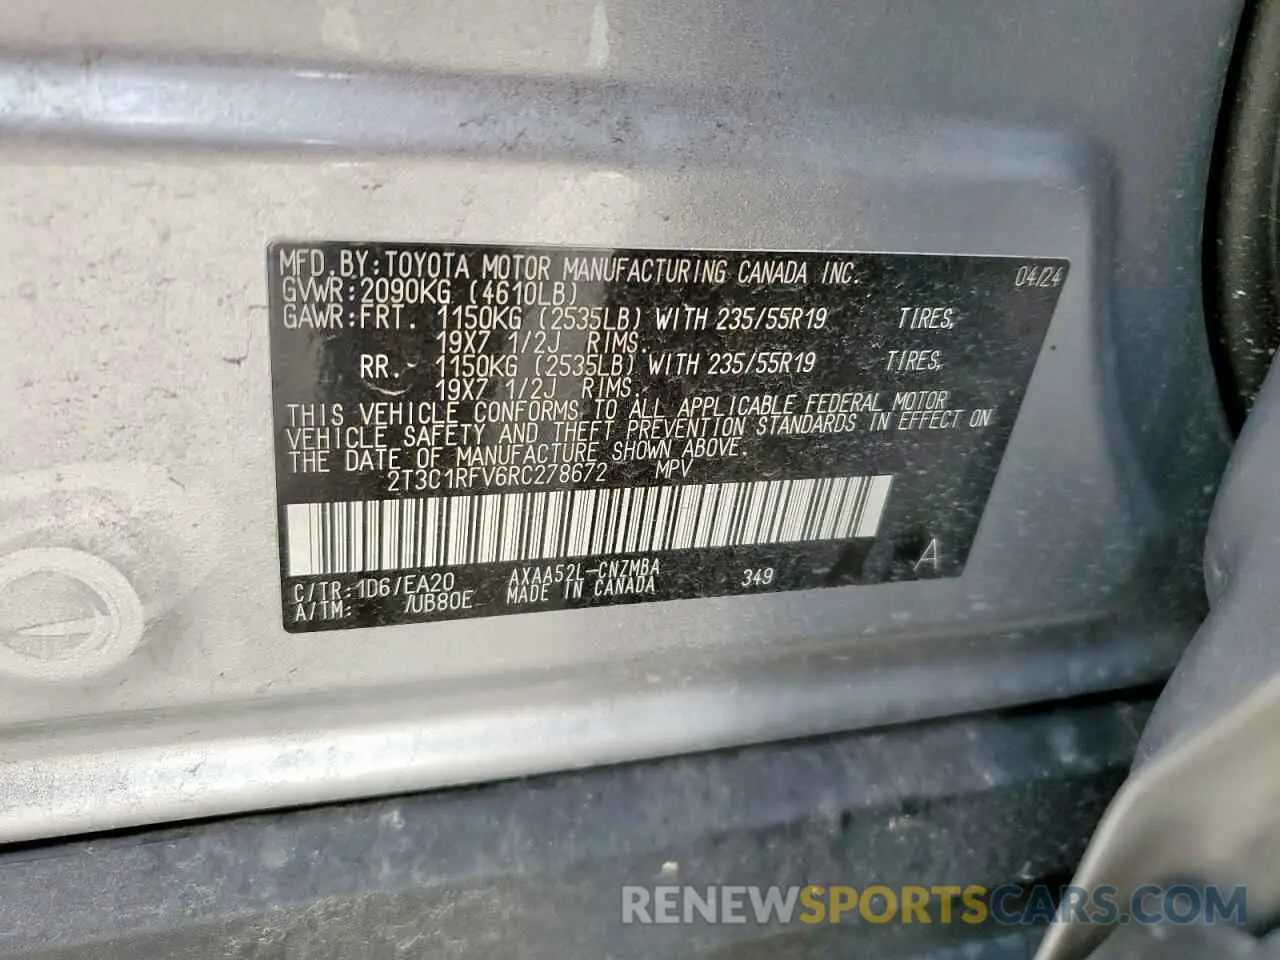 MFD.BY:TOYOTA MOTOR MANUFACTURING CANADA INC. 04/24
GVWR:2090KG (4610LB)
GAWR:FRT. 1150KG (2535LB) WITH 235/55R19 TIRES,
19X7 1/2J RIMS.
RR. 1150KG (2535LB) WITH 235/55R19 TIRES,
19X7 1/2J RIMS.
THIS VEHICLE CONFORMS TO ALL APPLICABLE FEDERAL MOTOR
VEHICLE SAFETY AND THEFT PREVENTION STANDARDS IN EFFECT ON
THE DATE OF MANUFACTURE SHOWN ABOVE.
2T3C1RFV6RC278672 MPV
A
C/TR:1D6/EA20 AXAA52L-CNZMBA 349
A/TM: /UB80E MADE IN CANADA
RENEWSPORTSCARS.COM